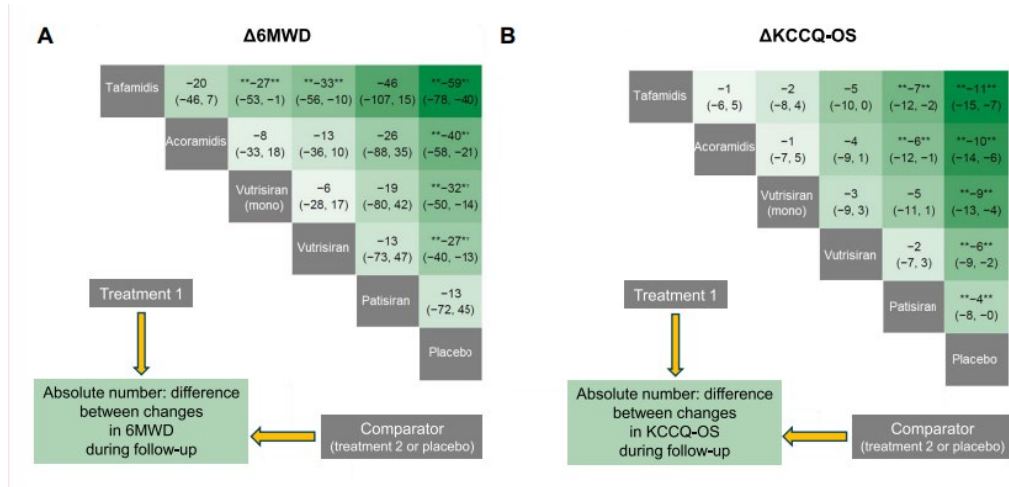 A
Δ6MWD
Tafamidis
−20
(−46, 7)
**−27**
(−53, −1)
**−33**
(−56, −10)
−46
(−107, 15)
**−59**
(−78, −40)
Acoramidis
−8
(−33, 18)
−13
(−36, 10)
−26
(−88, 35)
**−40**
(−58, −21)
Vutrisiran
(mono)
−6
(−28, 17)
−19
(−80, 42)
**−32**
(−50, −14)
Vutrisiran
−13
(−73, 47)
**−27**
(−40, −13)
Patisiran
−13
(−72, 45)
Placebo
Treatment 1
Absolute number: difference
between changes
in 6MWD
during follow-up
Comparator
(treatment 2 or placebo)
B
ΔKCCQ-OS
Tafamidis
−1
(−6, 5)
−2
(−8, 4)
−5
(−10, 0)
**−7**
(−12, −2)
**−11**
(−15, −7)
Acoramidis
−1
(−7, 5)
−4
(−9, 1)
**−6**
(−12, −1)
**−10**
(−14, −6)
Vutrisiran
(mono)
−3
(−9, 3)
−5
(−11, 1)
**−9**
(−13, −4)
Vutrisiran
−2
(−7, 3)
**−6**
(−9, −2)
Patisiran
**−4**
(−8, −0)
Placebo
Treatment 1
Absolute number: difference
between changes
in KCCQ-OS
during follow-up
Comparator
(treatment 2 or placebo)